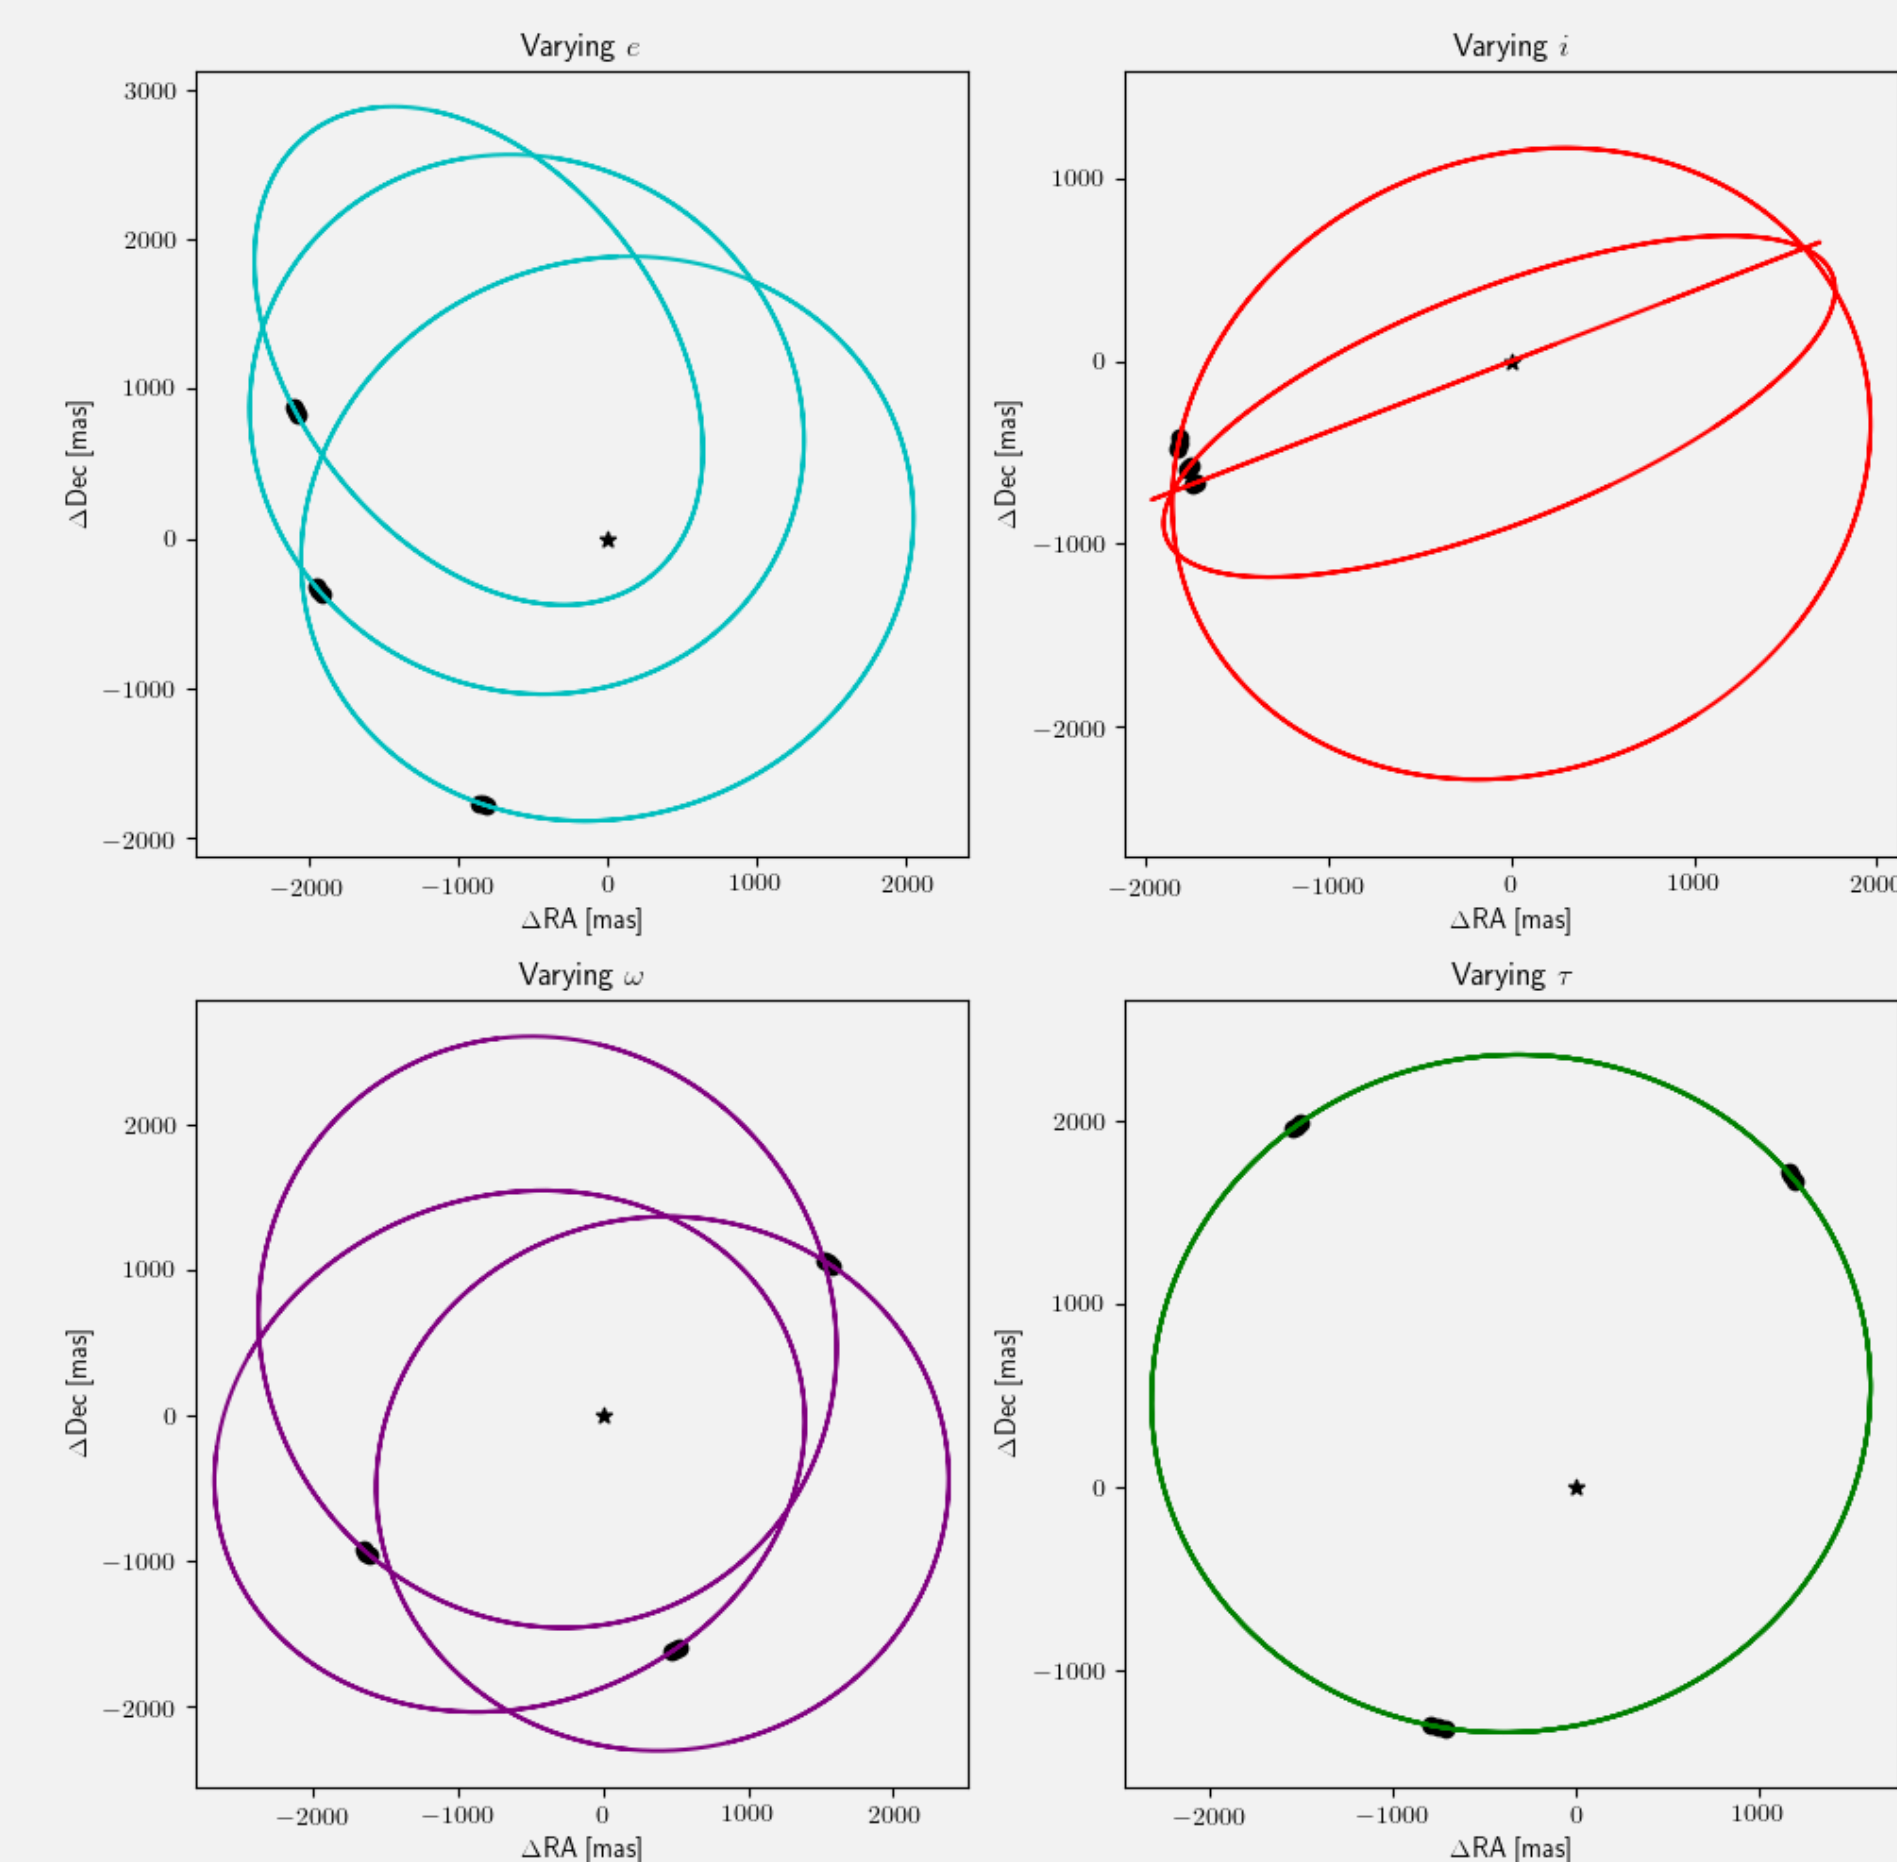 Varying e
3000
2000
1000
0
−1000
−2000
ΔDec [mas]
−2000 −1000 0 1000 2000
ΔRA [mas]
Varying i
1000
0
−1000
−2000
ΔDec [mas]
−2000 −1000 0 1000 2000
ΔRA [mas]
Varying ω
2000
1000
0
−1000
−2000
ΔDec [mas]
−2000 −1000 0 1000 2000
ΔRA [mas]
Varying τ
2000
1000
0
−1000
ΔDec [mas]
−2000 −1000 0 1000
ΔRA [mas]